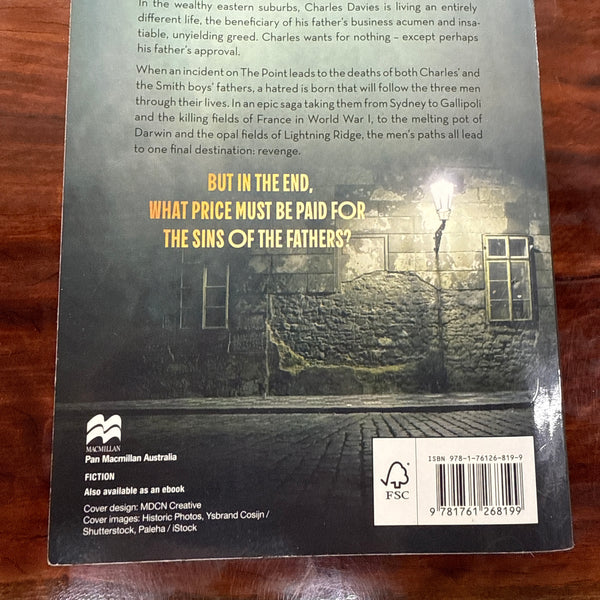 In the wealthy eastern suburbs, Charles Davies is living an entirely
different life, the beneficiary of his father's business acumen and insa-
tiable, unyielding greed. Charles wants for nothing – except perhaps
his father's approval.
When an incident on The Point leads to the deaths of both Charles' and
the Smith boys' fathers, a hatred is born that will follow the three men
through their lives. In an epic saga taking them from Sydney to Gallipoli
and the killing fields of France in World War I, to the melting pot of
Darwin and the opal fields of Lightning Ridge, the men's paths all lead
to one final destination: revenge.
BUT IN THE END,
WHAT PRICE MUST BE PAID FOR
THE SINS OF THE FATHERS?
MACMILLAN
Pan Macmillan Australia
FICTION
Also available as an ebook
Cover design: MDCN Creative
Cover images: Historic Photos, Ysbrand Cosijn /
Shutterstock, Paleha / iStock
FSC
ISBN 978-1-76126-819-9
9 781761 268199